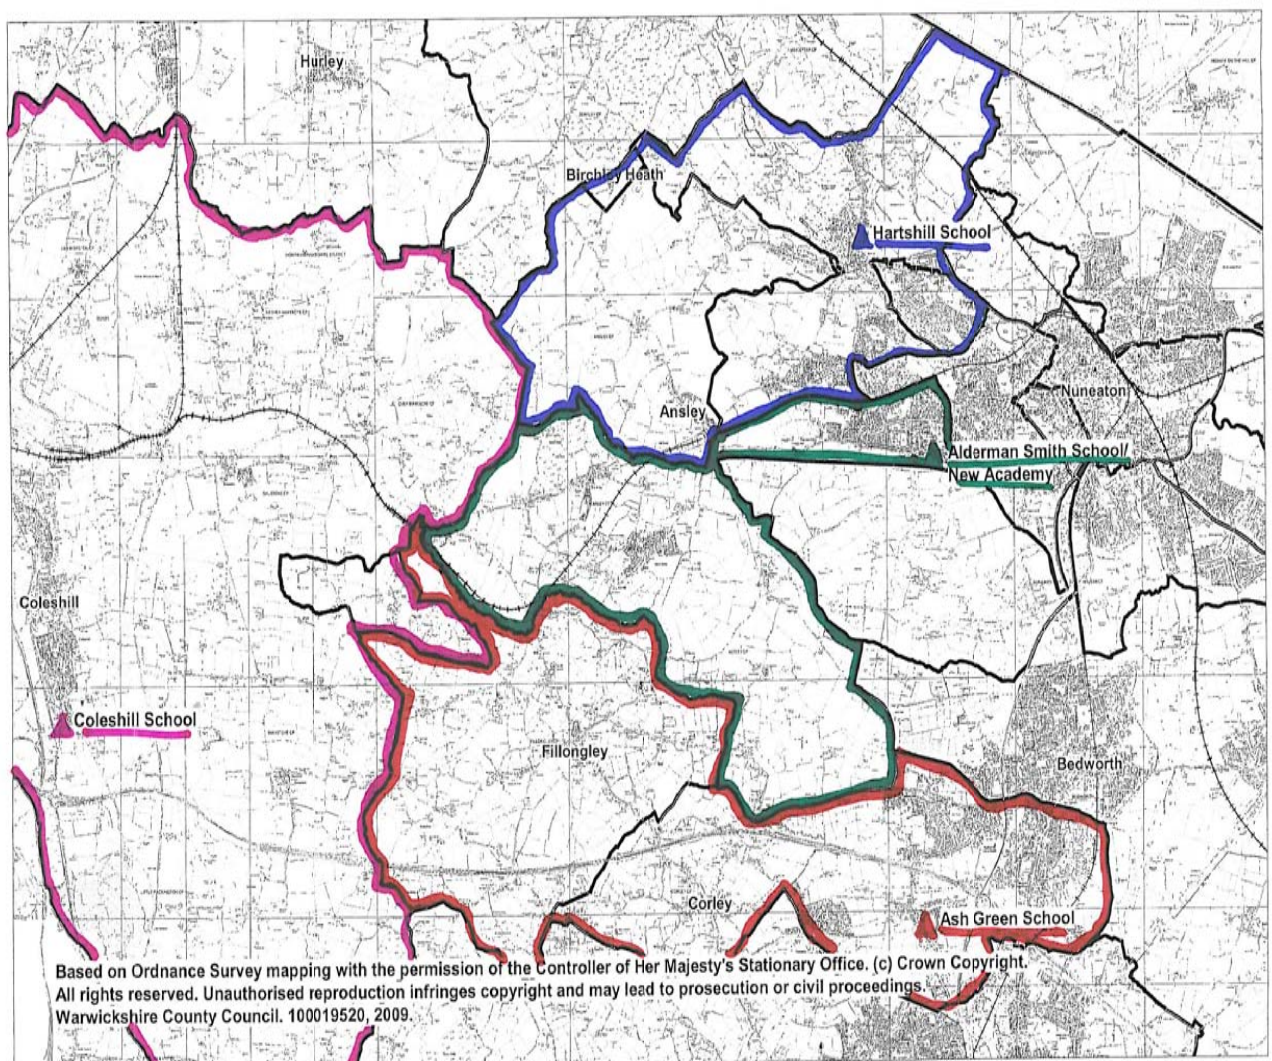 Hurley
Birchley Heath
Hartshill School
Nuneaton
Ansley
Alderman Smith School/
New Academy
Coleshill
Coleshill School
Fillongley
Bedworth
Corley
Ash Green School
Based on Ordnance Survey mapping with the permission of the Controller of Her Majesty's Stationary Office. (c) Crown Copyright.
All rights reserved. Unauthorised reproduction infringes copyright and may lead to prosecution or civil proceedings.
Warwickshire County Council. 100019520, 2009.